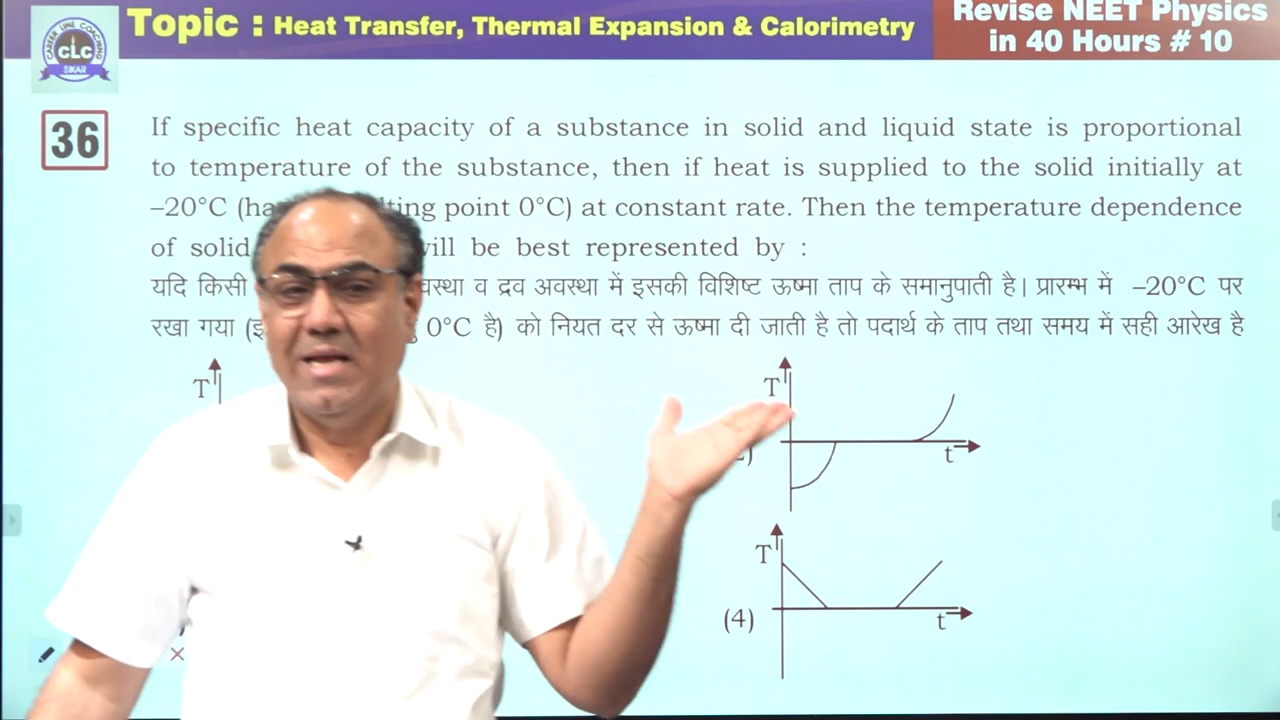 CAREER LINE COACHING
CLC
SIKAR
Topic : Heat Transfer, Thermal Expansion & Calorimetry
Revise NEET Physics
in 40 Hours # 10
36
If specific heat capacity of a substance in solid and liquid state is proportional
to temperature of the substance, then if heat is supplied to the solid initially at
–20°C point 0°C) at constant rate. Then the temperature dependence
of solid will be best represented by :
यदि किसी व द्रव अवस्था में इसकी विशिष्ट ऊष्मा ताप के समानुपाती है। प्रारम्भ में –20°C पर
रखा गया 0°C है) को नियत दर से ऊष्मा दी जाती है तो पदार्थ के ताप तथा समय में सही आरेख है
T
T
t
T
(4)
t